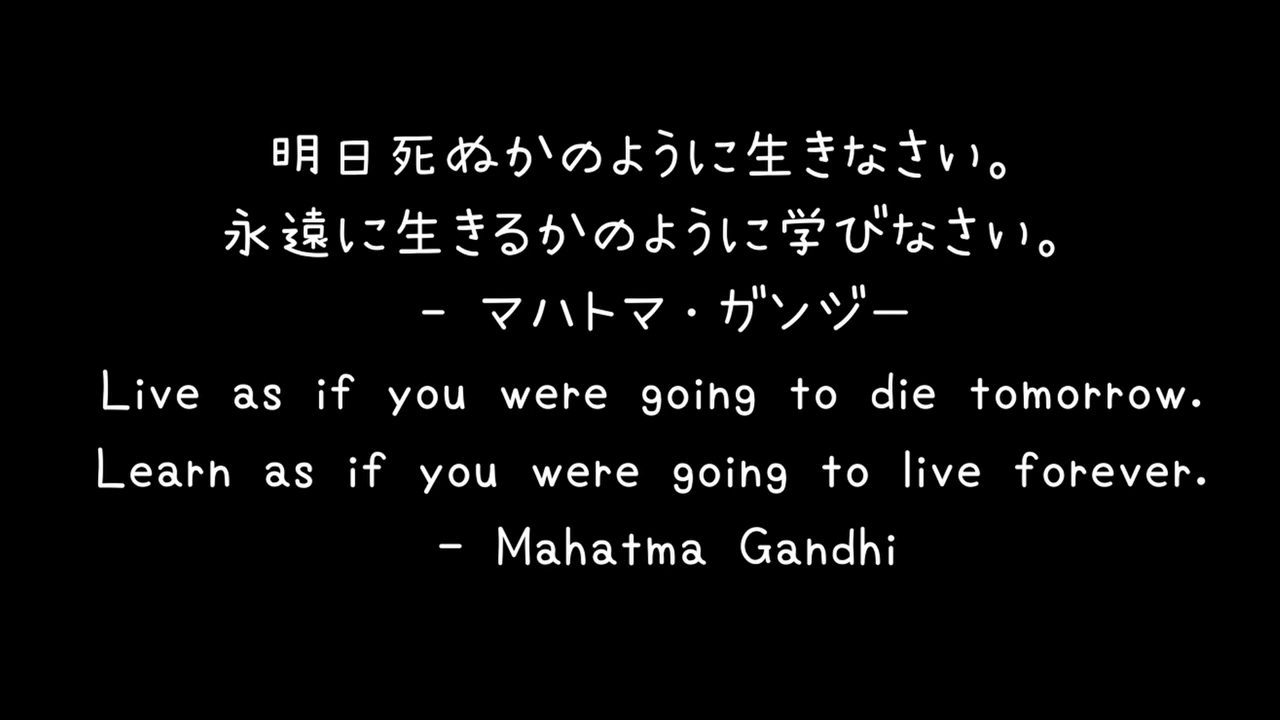 明日死ぬかのように生きなさい。
永遠に生きるかのように学びなさい。
- マハトマ・ガンジー
Live as if you were going to die tomorrow.
Learn as if you were going to live forever.
- Mahatma Gandhi